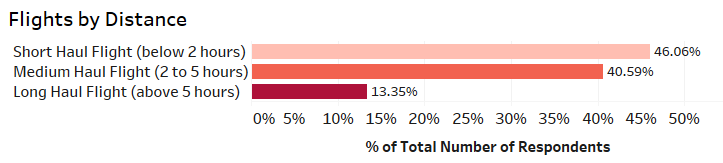 Flights by Distance
Short Haul Flight (below 2 hours) 46.06%
Medium Haul Flight (2 to 5 hours) 40.59%
Long Haul Flight (above 5 hours) 13.35%
0% 5% 10% 15% 20% 25% 30% 35% 40% 45% 50%
% of Total Number of Respondents